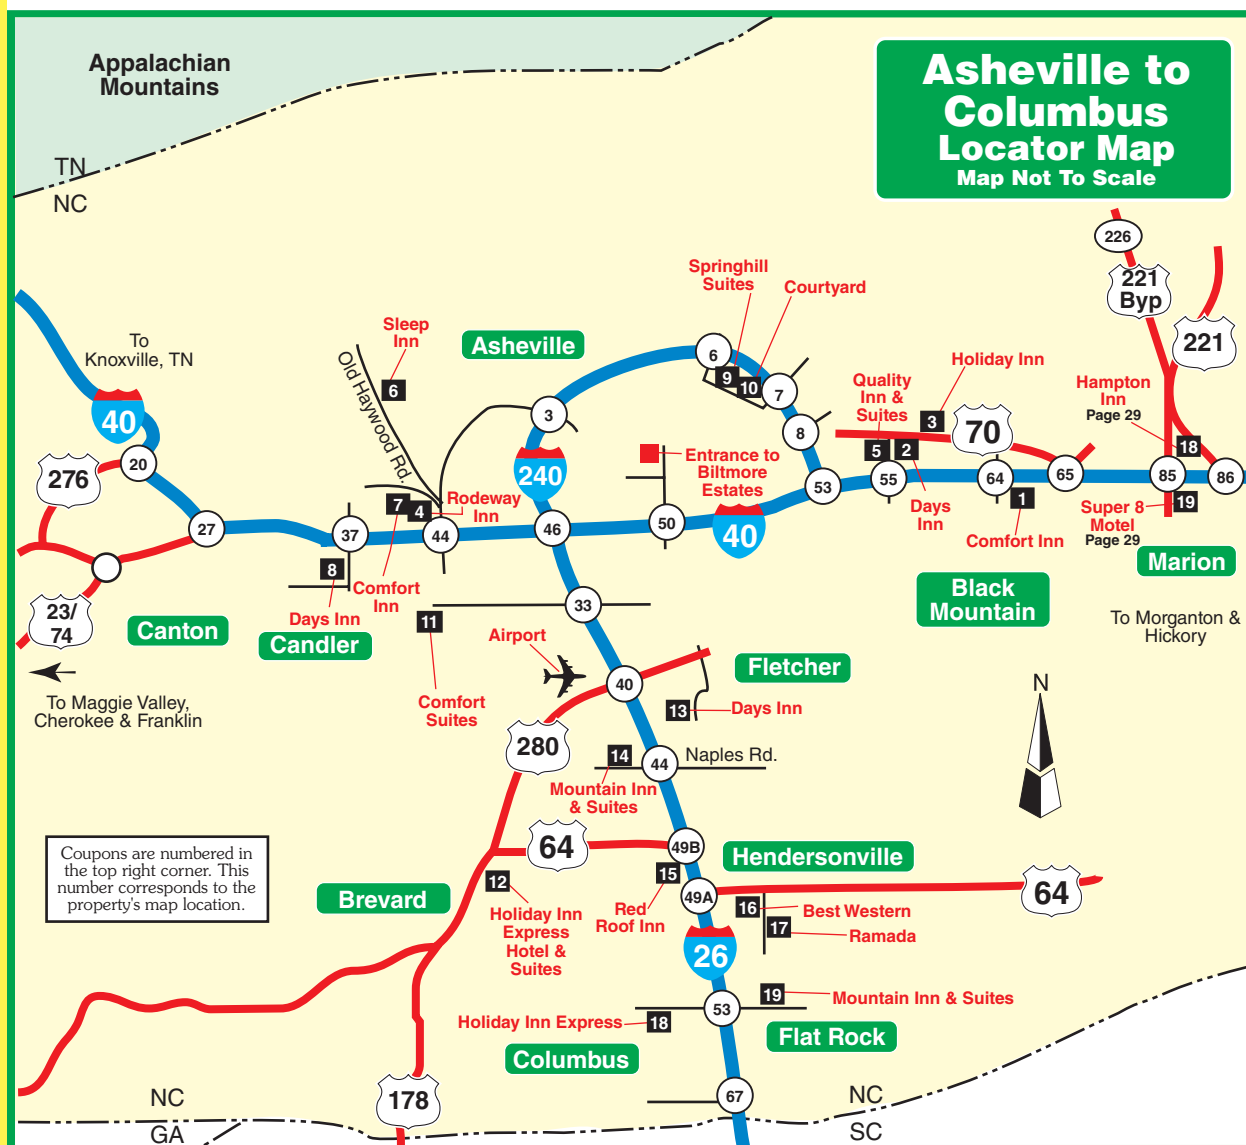 Appalachian
Mountains
Asheville to
Columbus
Locator Map
Map Not To Scale
TN
NC
226
221
Byp
221
Springhill
Suites
Courtyard
To
Knoxville, TN
Sleep
Inn
Asheville
6
9
10
7
Holiday Inn
Quality
Inn &
Suites
Hampton
Inn
Page 29
40
Old Haywood Rd.
6
3
8
3
70
5
2
18
276
20
240
Entrance to
Biltmore
Estates
53
55
64
65
85
86
7
4
Rodeway
Inn
Days
Inn
1
Super 8
Motel
Page 29
19
27
37
44
46
50
40
Comfort Inn
Marion
8
Comfort
Inn
Black
Mountain
23/
74
Canton
Days Inn
Candler
11
33
To Morganton &
Hickory
Airport
Fletcher
To Maggie Valley,
Cherokee & Franklin
Comfort
Suites
40
13
Days Inn
N
280
14
44
Naples Rd.
Mountain Inn
& Suites
Coupons are numbered in
the top right corner. This
number corresponds to the
property's map location.
64
49B
Hendersonville
12
15
Brevard
49A
64
Holiday Inn
Express
Hotel &
Suites
Red
Roof Inn
16
Best Western
17
Ramada
26
19
Mountain Inn & Suites
53
Holiday Inn Express
18
Flat Rock
Columbus
178
67
NC
GA
NC
SC